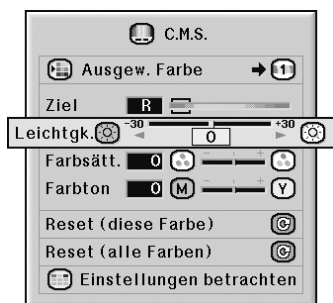 C.M.S.
Ausgew. Farbe 1
Ziel R
Leichtgk. -30 0 +30
Farbsätt. 0 - +
Farbton 0 M - + Y
Reset (diese Farbe)
Reset (alle Farben)
Einstellungen betrachten